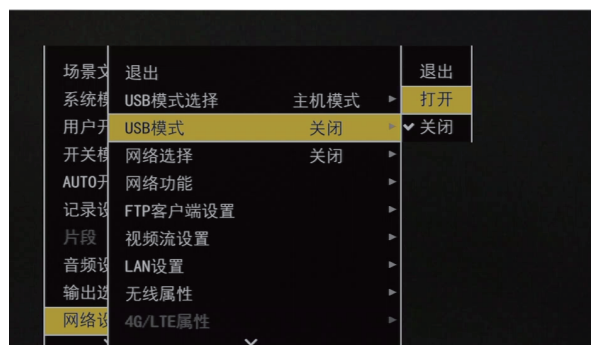 场景文 退出 退出
系统模 USB模式选择 主机模式 打开
用户开 USB模式 关闭 关闭
开关模 网络选择 关闭
AUTO开 网络功能
记录设 FTP客户端设置
片段 视频流设置
音频设 LAN设置
输出选 无线属性
网络设 4G/LTE属性